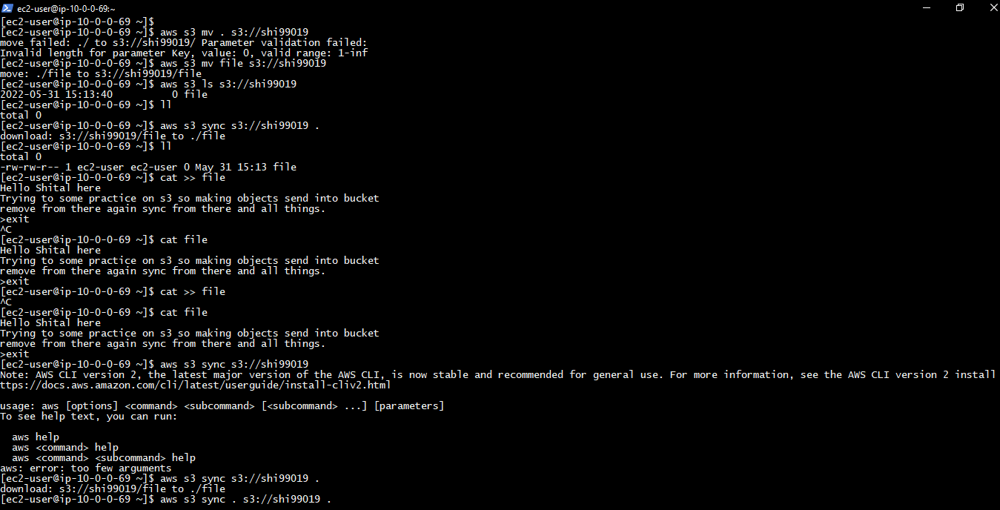 ec2-user@ip-10-0-0-69:~
[ec2-user@ip-10-0-0-69 ~]$
[ec2-user@ip-10-0-0-69 ~]$ aws s3 mv . s3://shi99019
move failed: ./ to s3://shi99019/ Parameter validation failed:
Invalid length for parameter Key, value: 0, valid range: 1-inf
[ec2-user@ip-10-0-0-69 ~]$ aws s3 mv file s3://shi99019
move: ./file to s3://shi99019/file
[ec2-user@ip-10-0-0-69 ~]$ aws s3 ls s3://shi99019
2022-05-31 15:13:40          0 file
[ec2-user@ip-10-0-0-69 ~]$ ll
total 0
[ec2-user@ip-10-0-0-69 ~]$ aws s3 sync s3://shi99019 .
download: s3://shi99019/file to ./file
[ec2-user@ip-10-0-0-69 ~]$ ll
total 0
-rw-rw-r-- 1 ec2-user ec2-user 0 May 31 15:13 file
[ec2-user@ip-10-0-0-69 ~]$ cat >> file
Hello Shital here
Trying to some practice on s3 so making objects send into bucket
remove from there again sync from there and all things.
>exit
^C
[ec2-user@ip-10-0-0-69 ~]$ cat file
Hello Shital here
Trying to some practice on s3 so making objects send into bucket
remove from there again sync from there and all things.
>exit
[ec2-user@ip-10-0-0-69 ~]$ cat >> file
^C
[ec2-user@ip-10-0-0-69 ~]$ cat file
Hello Shital here
Trying to some practice on s3 so making objects send into bucket
remove from there again sync from there and all things.
>exit
[ec2-user@ip-10-0-0-69 ~]$ aws s3 sync s3://shi99019
Note: AWS CLI version 2, the latest major version of the AWS CLI, is now stable and recommended for general use. For more information, see the AWS CLI version 2 install
ttps://docs.aws.amazon.com/cli/latest/userguide/install-cliv2.html
usage: aws [options] <command> <subcommand> [<subcommand> ...] [parameters]
To see help text, you can run:
  aws help
  aws <command> help
  aws <command> <subcommand> help
aws: error: too few arguments
[ec2-user@ip-10-0-0-69 ~]$ aws s3 sync s3://shi99019 .
download: s3://shi99019/file to ./file
[ec2-user@ip-10-0-0-69 ~]$ aws s3 sync . s3://shi99019 .